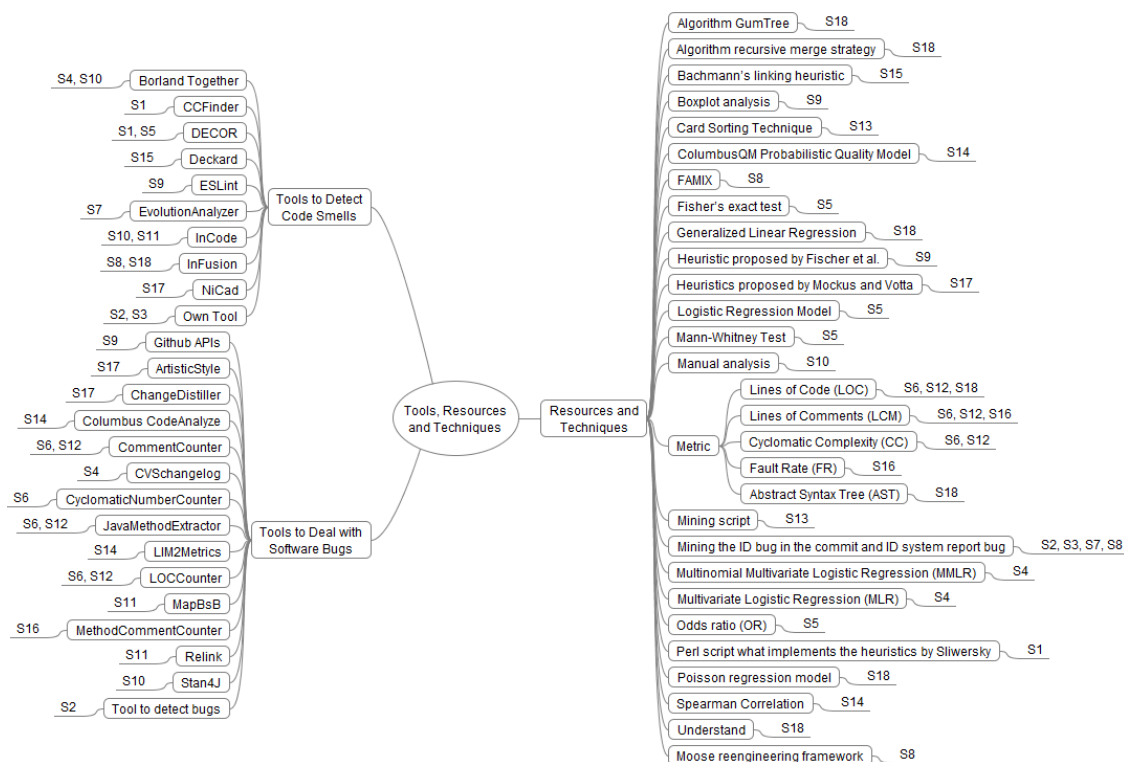 Tools, Resources
and Techniques
Tools to Detect
Code Smells
S4, S10 Borland Together
S1 CCFinder
S1, S5 DECOR
S15 Deckard
S9 ESLint
S7 EvolutionAnalyzer
S10, S11 InCode
S8, S18 InFusion
S17 NiCad
S2, S3 Own Tool
Tools to Deal with
Software Bugs
S9 Github APIs
S17 ArtisticStyle
S17 ChangeDistiller
S14 Columbus CodeAnalyze
S6, S12 CommentCounter
S4 CVSchangelog
S6 CyclomaticNumberCounter
S6, S12 JavaMethodExtractor
S14 LIM2Metrics
S6, S12 LOCCounter
S11 MapBsB
S16 MethodCommentCounter
S11 Relink
S10 Stan4J
S2 Tool to detect bugs
Resources and
Techniques
Algorithm GumTree S18
Algorithm recursive merge strategy S18
Bachmann's linking heuristic S15
Boxplot analysis S9
Card Sorting Technique S13
ColumbusQM Probabilistic Quality Model S14
FAMIX S8
Fisher's exact test S5
Generalized Linear Regression S18
Heuristic proposed by Fischer et al. S9
Heuristics proposed by Mockus and Votta S17
Logistic Regression Model S5
Mann-Whitney Test S5
Manual analysis S10
Metric
Lines of Code (LOC) S6, S12, S18
Lines of Comments (LCM) S6, S12, S16
Cyclomatic Complexity (CC) S6, S12
Fault Rate (FR) S16
Abstract Syntax Tree (AST) S18
Mining script S13
Mining the ID bug in the commit and ID system report bug S2, S3, S7, S8
Multinomial Multivariate Logistic Regression (MMLR) S4
Multivariate Logistic Regression (MLR) S4
Odds ratio (OR) S5
Perl script what implements the heuristics by Sliwersky S1
Poisson regression model S18
Spearman Correlation S14
Understand S18
Moose reengineering framework S8